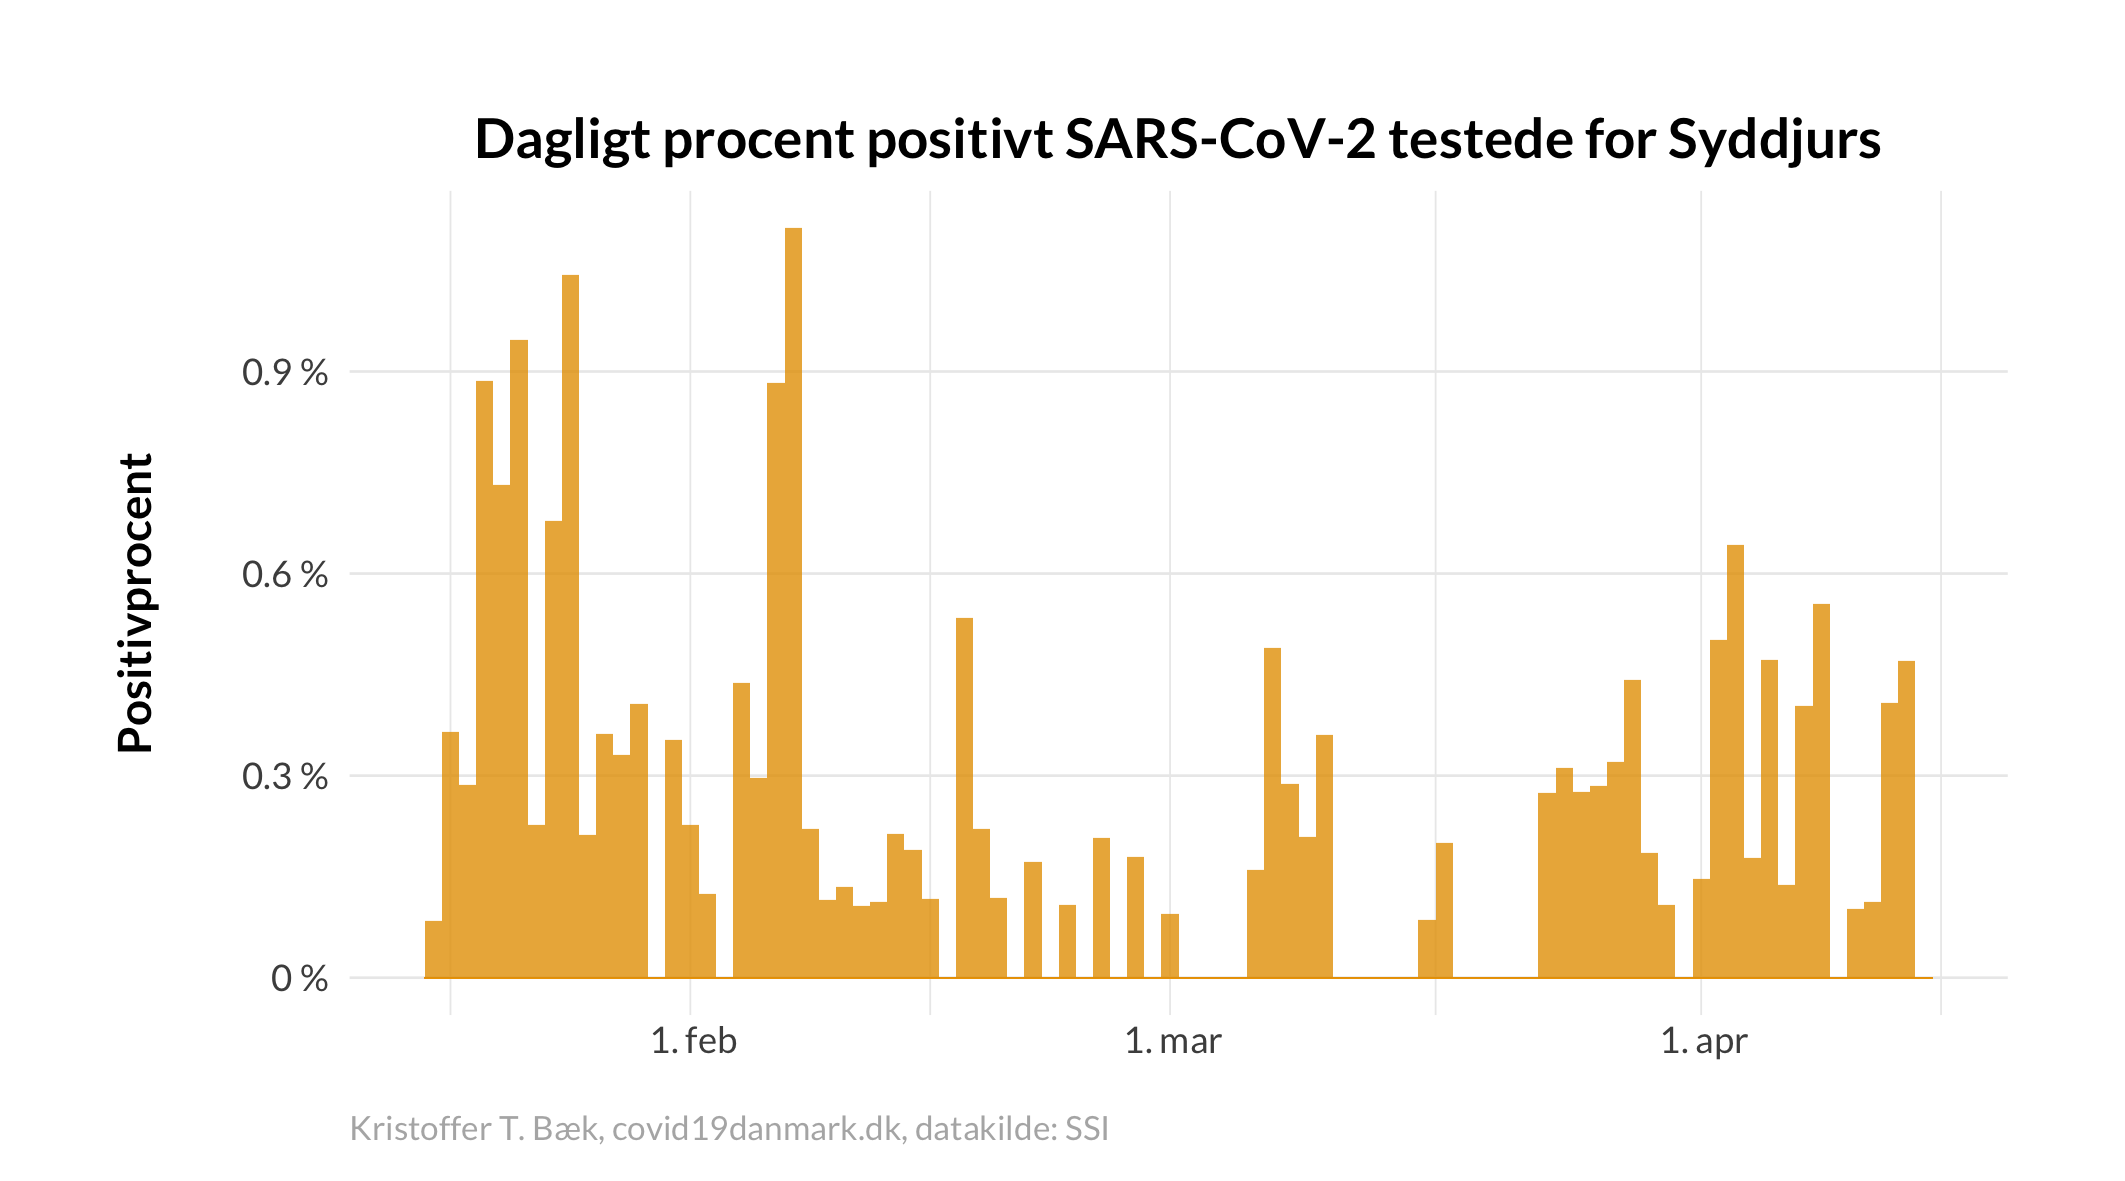 Dagligt procent positivt SARS-CoV-2 testede for Syddjurs
Positivprocent
0.9 %
0.6 %
0.3 %
0 %
1. feb
1. mar
1. apr
Kristoffer T. Bæk, covid19danmark.dk, datakilde: SSI